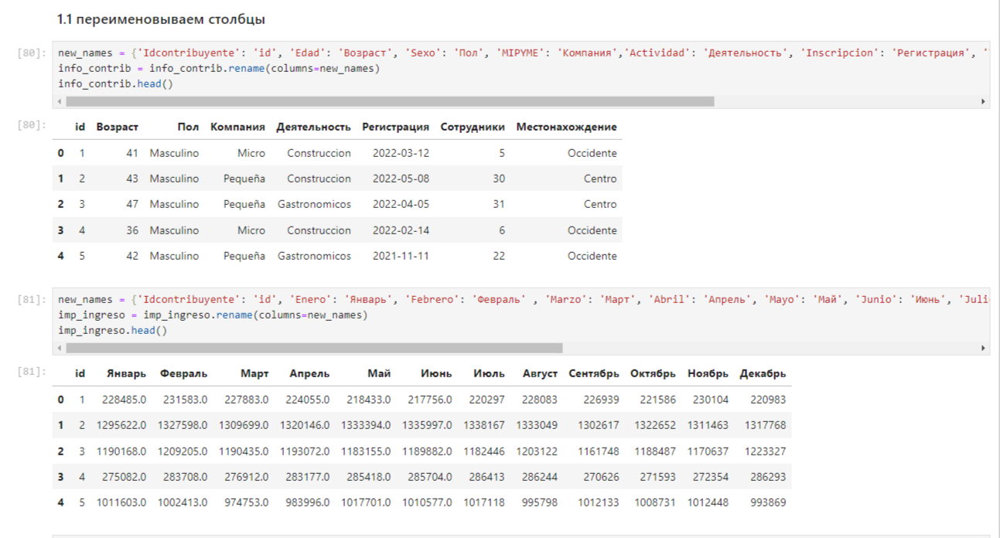 1.1 переименовываем столбцы
[80]: new_names = {'Idcontribuyente': 'id', 'Edad': 'Возраст', 'Sexo': 'Пол', 'MIPYME': 'Компания','Actividad': 'Деятельность', 'Inscripcion': 'Регистрация', '
info_contrib = info_contrib.rename(columns=new_names)
info_contrib.head()
[80]: id Возраст Пол Компания Деятельность Регистрация Сотрудники Местонахождение
0 1 41 Masculino Micro Construccion 2022-03-12 5 Occidente
1 2 43 Masculino Pequeña Construccion 2022-05-08 30 Centro
2 3 47 Masculino Pequeña Gastronomicos 2022-04-05 31 Centro
3 4 36 Masculino Micro Construccion 2022-02-14 6 Occidente
4 5 42 Masculino Pequeña Gastronomicos 2021-11-11 22 Occidente
[81]: new_names = {'Idcontribuyente': 'id', 'Enero': 'Январь', 'Febrero': 'Февраль' , 'Marzo': 'Март', 'Abril': 'Апрель', 'Mayo': 'Май', 'Junio': 'Июнь', 'Juli
imp_ingreso = imp_ingreso.rename(columns=new_names)
imp_ingreso.head()
[81]: id Январь Февраль Март Апрель Май Июнь Июль Август Сентябрь Октябрь Ноябрь Декабрь
0 1 228485.0 231583.0 227883.0 224055.0 218433.0 217756.0 220297 228083 226939 221586 230104 220983
1 2 1295622.0 1327598.0 1309699.0 1320146.0 1333394.0 1335997.0 1338167 1333049 1302617 1322652 1311463 1317768
2 3 1190168.0 1209205.0 1190435.0 1193072.0 1183155.0 1189882.0 1182446 1203122 1161748 1188487 1170637 1223327
3 4 275082.0 283708.0 276912.0 283177.0 285418.0 285704.0 286413 286244 270626 271593 272354 286293
4 5 1011603.0 1002413.0 974753.0 983996.0 1017701.0 1010577.0 1017118 995798 1012133 1008731 1012448 993869